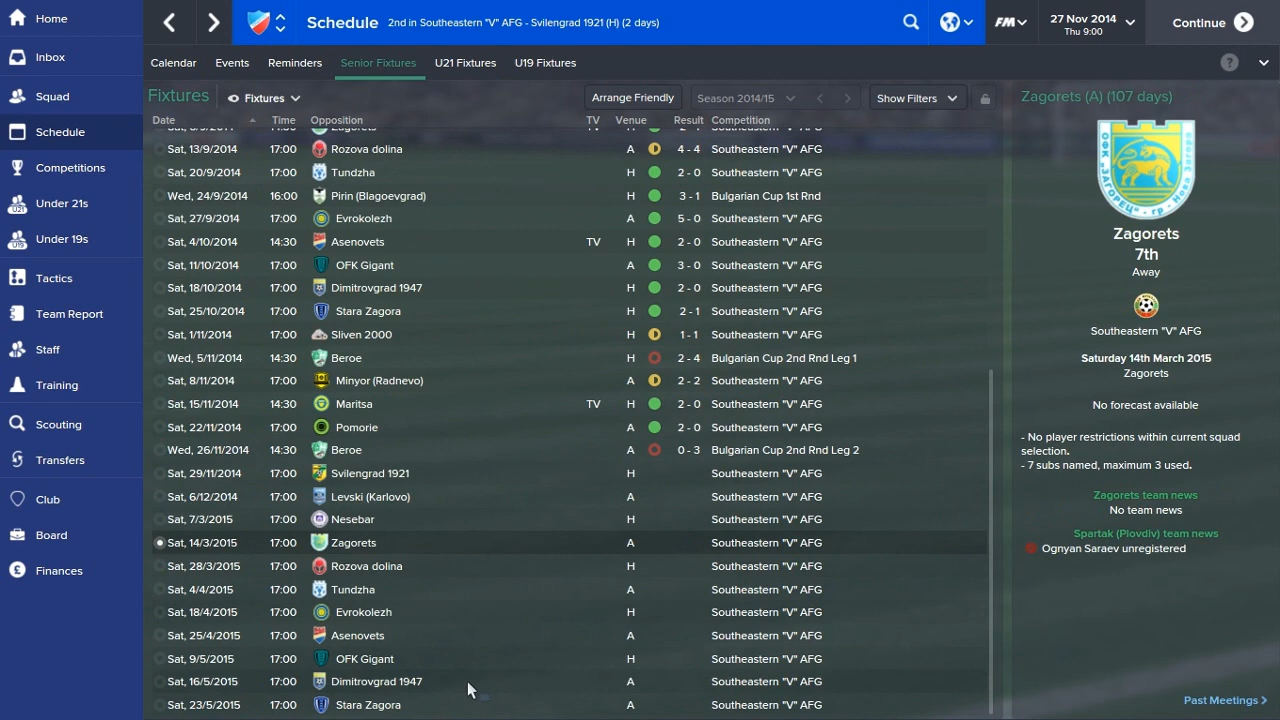 Home
Inbox
Squad
Schedule
Competitions
Under 21s
Under 19s
Tactics
Team Report
Staff
Training
Scouting
Transfers
Club
Board
Finances
Schedule 2nd in Southeastern "V" AFG - Svilengrad 1921 (H) (2 days)
FM 27 Nov 2014 Thu 9:00 Continue
Calendar Events Reminders Senior Fixtures U21 Fixtures U19 Fixtures ?
Fixtures Fixtures Arrange Friendly Season 2014/15 Show Filters
Date Time Opposition TV Venue Result Competition
Zagorets Southeastern "V" AFG
Sat, 13/9/2014 17:00 Rozova dolina A 4 - 4 Southeastern "V" AFG
Sat, 20/9/2014 17:00 Tundzha H 2 - 0 Southeastern "V" AFG
Wed, 24/9/2014 16:00 Pirin (Blagoevgrad) H 3 - 1 Bulgarian Cup 1st Rnd
Sat, 27/9/2014 17:00 Evrokolezh A 5 - 0 Southeastern "V" AFG
Sat, 4/10/2014 14:30 Asenovets TV H 2 - 0 Southeastern "V" AFG
Sat, 11/10/2014 17:00 OFK Gigant A 3 - 0 Southeastern "V" AFG
Sat, 18/10/2014 17:00 Dimitrovgrad 1947 H 2 - 0 Southeastern "V" AFG
Sat, 25/10/2014 17:00 Stara Zagora H 2 - 1 Southeastern "V" AFG
Sat, 1/11/2014 17:00 Sliven 2000 H 1 - 1 Southeastern "V" AFG
Wed, 5/11/2014 14:30 Beroe H 2 - 4 Bulgarian Cup 2nd Rnd Leg 1
Sat, 8/11/2014 17:00 Minyor (Radnevo) A 2 - 2 Southeastern "V" AFG
Sat, 15/11/2014 14:30 Maritsa TV H 2 - 0 Southeastern "V" AFG
Sat, 22/11/2014 17:00 Pomorie A 2 - 0 Southeastern "V" AFG
Wed, 26/11/2014 14:30 Beroe A 0 - 3 Bulgarian Cup 2nd Rnd Leg 2
Sat, 29/11/2014 17:00 Svilengrad 1921 H Southeastern "V" AFG
Sat, 6/12/2014 17:00 Levski (Karlovo) A Southeastern "V" AFG
Sat, 7/3/2015 17:00 Nesebar H Southeastern "V" AFG
Sat, 14/3/2015 17:00 Zagorets A Southeastern "V" AFG
Sat, 28/3/2015 17:00 Rozova dolina H Southeastern "V" AFG
Sat, 4/4/2015 17:00 Tundzha A Southeastern "V" AFG
Sat, 18/4/2015 17:00 Evrokolezh H Southeastern "V" AFG
Sat, 25/4/2015 17:00 Asenovets A Southeastern "V" AFG
Sat, 9/5/2015 17:00 OFK Gigant H Southeastern "V" AFG
Sat, 16/5/2015 17:00 Dimitrovgrad 1947 A Southeastern "V" AFG
Sat, 23/5/2015 17:00 Stara Zagora A Southeastern "V" AFG
Zagorets (A) (107 days)
ОФК "ЗАГОРЕЦ" - гр. Нова Загора
Zagorets
7th
Away
Southeastern "V" AFG
Saturday 14th March 2015
Zagorets
No forecast available
- No player restrictions within current squad
selection.
- 7 subs named, maximum 3 used.
Zagorets team news
No team news
Spartak (Plovdiv) team news
Ognyan Saraev unregistered
Past Meetings >